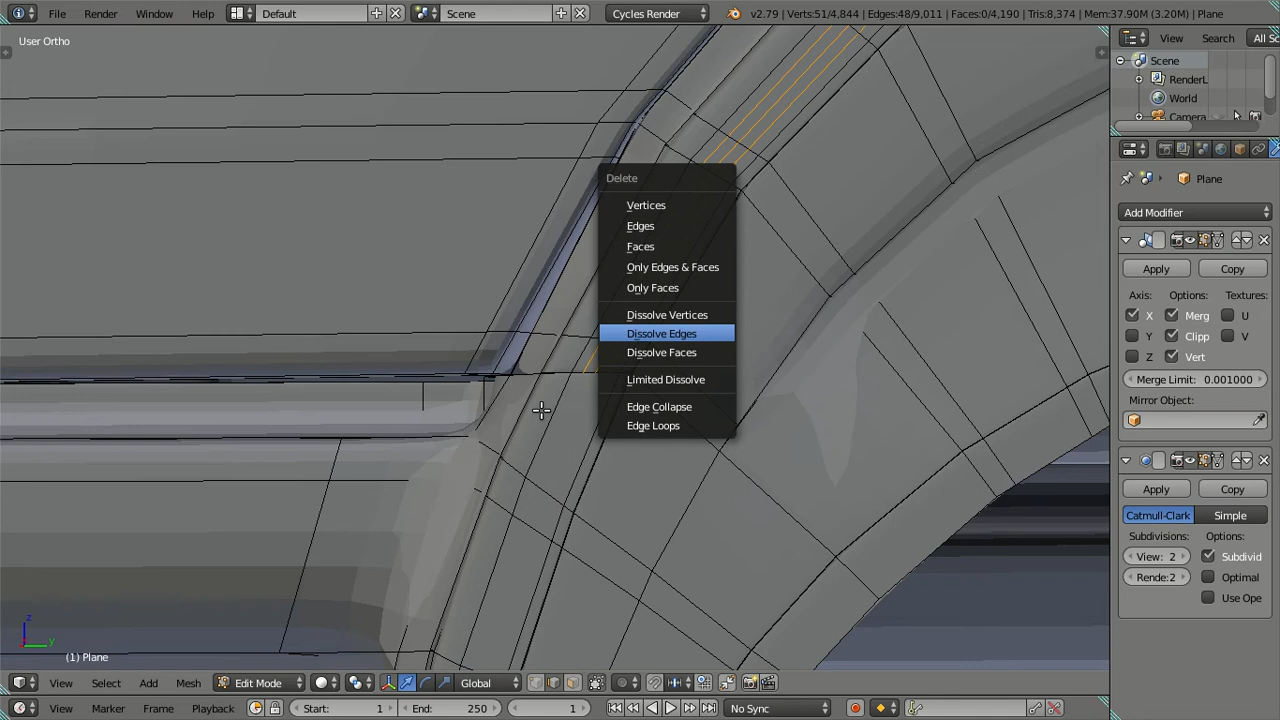 File Render Window Help Default Scene Cycles Render v2.79 | Verts:51/4,844 | Edges:48/9,011 | Faces:0/4,190 | Tris:8,374 | Mem:37.90M (3.20M) | Plane
User Ortho
View Search All Sc
Scene
RenderL
World
Camera
Plane
Add Modifier
Apply Copy
Axis: Options: Textures:
X Merg U
Y Clipp V
Z Vert
Merge Limit: 0.001000
Mirror Object:
Apply Copy
Catmull-Clark Simple
Subdivisions: Options:
View: 2 Subdivid
Rende:2 Optimal
Use Ope
Delete
Vertices
Edges
Faces
Only Edges & Faces
Only Faces
Dissolve Vertices
Dissolve Edges
Dissolve Faces
Limited Dissolve
Edge Collapse
Edge Loops
z
y
(1) Plane
View Select Add Mesh Edit Mode Global
View Marker Frame Playback Start: 1 End: 250 1 No Sync